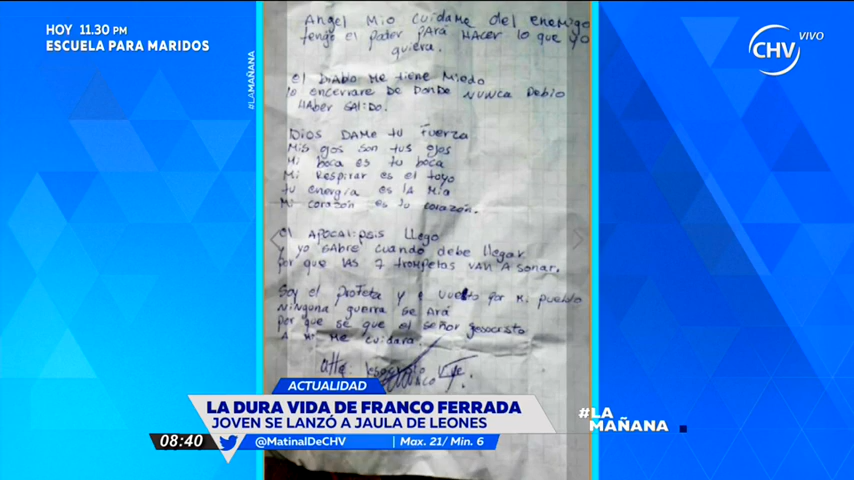 HOY 11.30 PM
ESCUELA PARA MARIDOS
#LAMAÑANA
CHV VIVO
Angel Mio cuidame del enemigo
tengo el poder PARA HACER lo que yo
quiera.
el DIABlo Me tiene Miedo
lo encerrare DE DONDE NUNCA DEBIO
HABer SALIDO.
DIOS DAMe tu Fuerza
Mis ojos son tus ojos
Mi boca es tu boca
Mi Respirar es el tuyo
tu energía es lA Mia
Mi corazón es tu corazón.
el APocalipsis llego
y yo SABre cuando debe llegar
por que lAS 7 trompetas VAN A sonar.
Soy el profeta y e vuelto por mi pueblo
NiNguna guerra se ArÁ
por que se que el señor
A Mi Me cuidara.
Atte:
ACTUALIDAD
LA DURA VIDA DE FRANCO FERRADA
JOVEN SE LANZÓ A JAULA DE LEONES
#LA
MAÑANA
08:40 @MatinalDeCHV Max. 21/ Min. 6